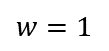 w = 1